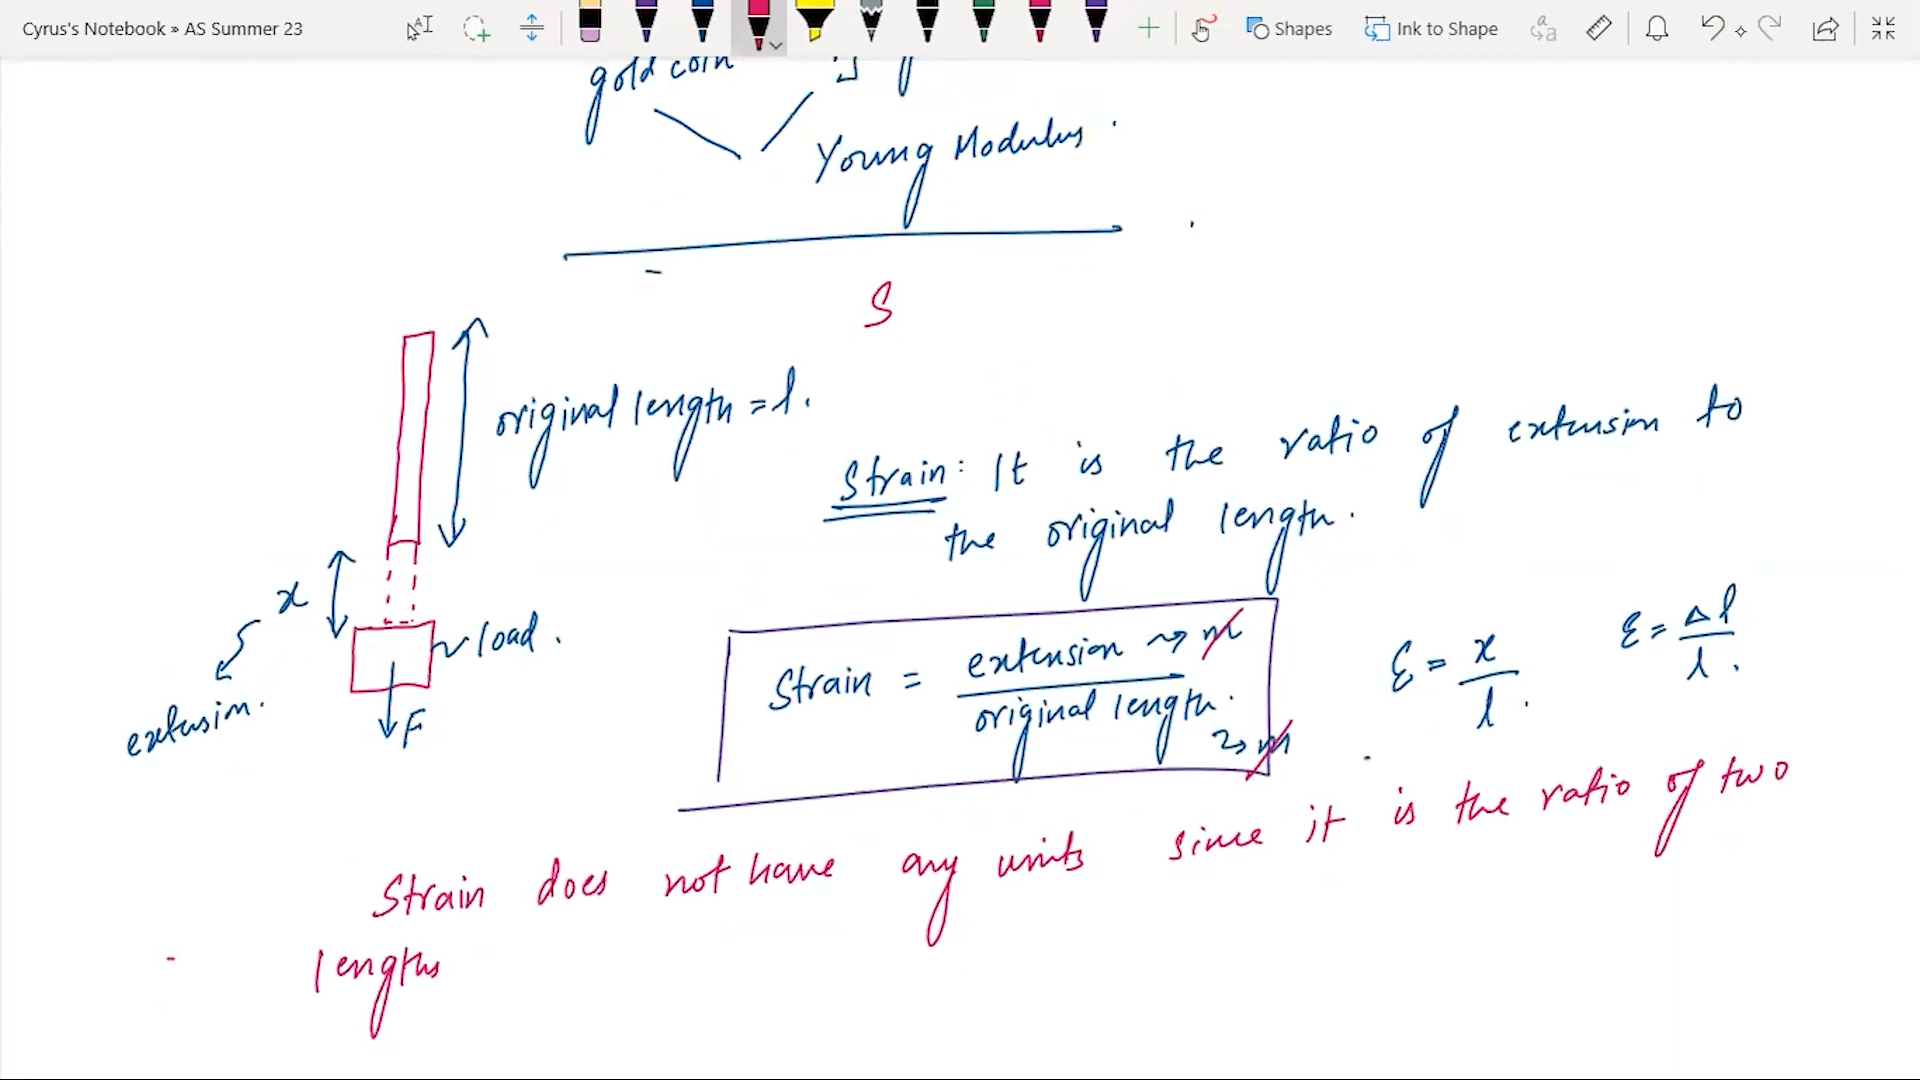 Cyrus's Notebook » AS Summer 23
Shapes
Ink to Shape
gold coin
Young Modulus.
S
original length = l.
Strain: It is the ratio of extension to
the original length.
x
load.
extension.
F
Strain = extension → m / original length. → m
ε = x / l.
ε = Δl / l.
Strain does not have any units since it is the ratio of two
lengths